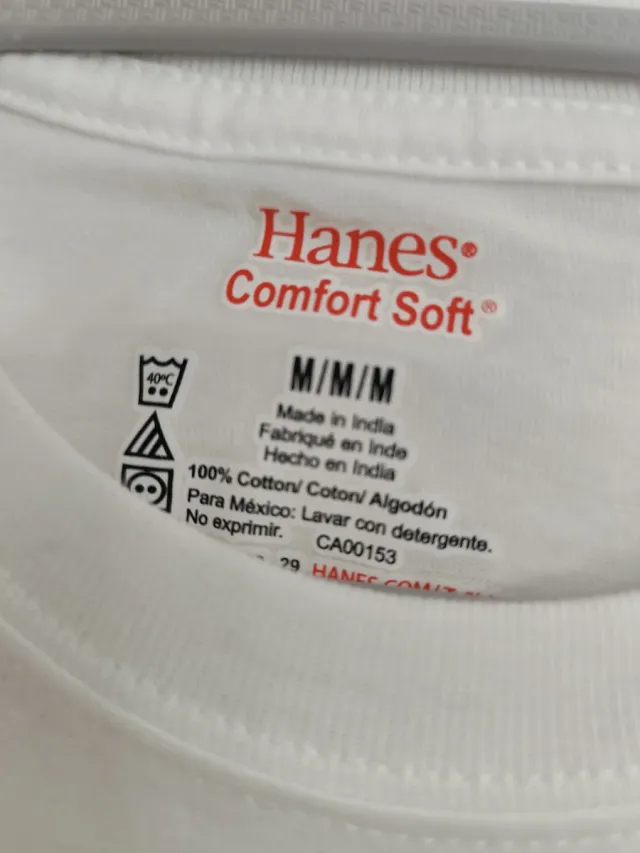 Hanes®
Comfort Soft®
40°C
M/M/M
Made in India
Fabriqué en Inde
Hecho en India
100% Cotton/ Coton/ Algodón
Para México: Lavar con detergente.
No exprimir. CA00153
29